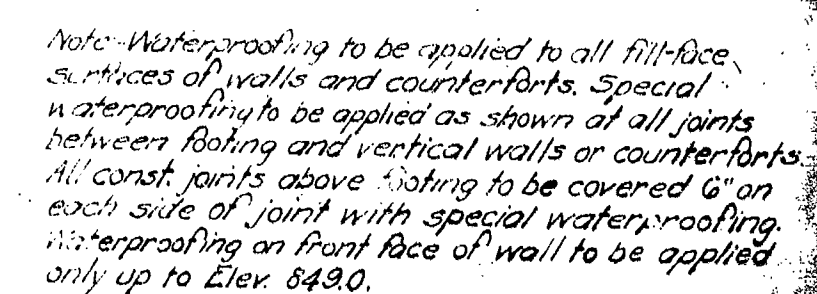 Note-Waterproofing to be applied to all fill-face
surfaces of walls and counterforts. Special
waterproofing to be applied as shown at all joints
between footing and vertical walls or counterforts.
All const. joints above footing to be covered 6" on
each side of joint with special waterproofing.
Waterproofing on front face of wall to be applied
only up to Elev. 849.0.